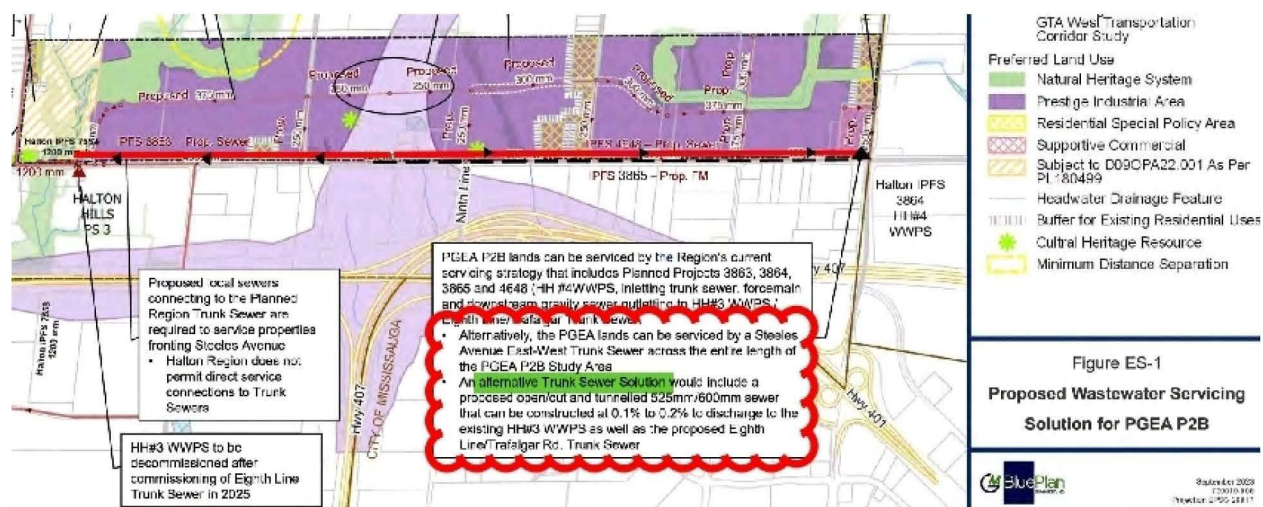 GTA West Transportation
Corridor Study
Preferred Land Use
Natural Heritage System
Prestige Industrial Area
Residential Special Policy Area
Supportive Commercial
Subject to D09OPA22.001 As Per
PL180499
Headwater Drainage Feature
Buffer for Existing Residential Uses
Cultral Heritage Resource
Minimum Distance Separation
Figure ES-1
Proposed Wastewater Servicing
Solution for PGEA P2B
BluePlan
September 2023
Proposed
Proposed
250 mm
300 mm
Proposed
Proposed
375 mm
Prop.
Prop.
375 mm
Prop.
250 mm
1200 mm
IPFS 3863
Prop. Sewer
IPFS 4648 – Prop. Sewer
1200 mm
IPFS 3865 – Prop. FM
HALTON
HILLS
PS 3
Ninth Line
Halton IPFS
3864
HH#4
WWPS
Hwy 407
Hwy 407
Hwy 401
CITY OF MISSISSAUGA
1200 mm
Proposed local sewers
connecting to the Planned
Region Trunk Sewer are
required to service properties
fronting Steeles Avenue
• Halton Region does not
permit direct service
connections to Trunk
Sewers
HH#3 WWPS to be
decommissioned after
commissioning of Eighth Line
Trunk Sewer in 2025
PGEA P2B lands can be serviced by the Region's current
servicing strategy that includes Planned Projects 3863, 3864,
3865 and 4648 (HH #4WWPS, inletting trunk sewer, forcemain
and downstream gravity sewer outletting to HH#3 WWPS /
Eighth Line/Trafalgar Trunk Sewer
• Alternatively, the PGEA lands can be serviced by a Steeles
Avenue East-West Trunk Sewer across the entire length of
the PGEA P2B Study Area
• An alternative Trunk Sewer Solution would include a
proposed open/cut and tunnelled 525mm/600mm sewer
that can be constructed at 0.1% to 0.2% to discharge to the
existing HH#3 WWPS as well as the proposed Eighth
Line/Trafalgar Rd. Trunk Sewer